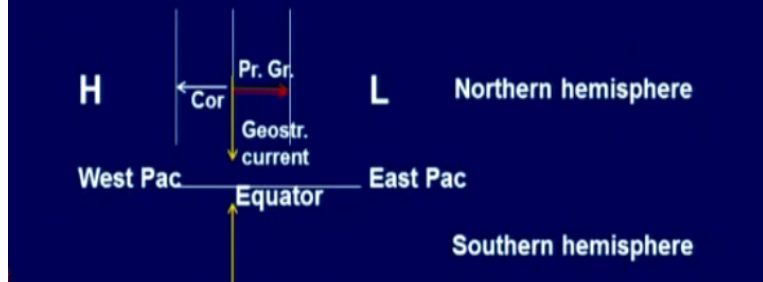 Pr. Gr.
H
L
Northern hemisphere
Cor
Geostr.
current
West Pac
East Pac
Equator
Southern hemisphere